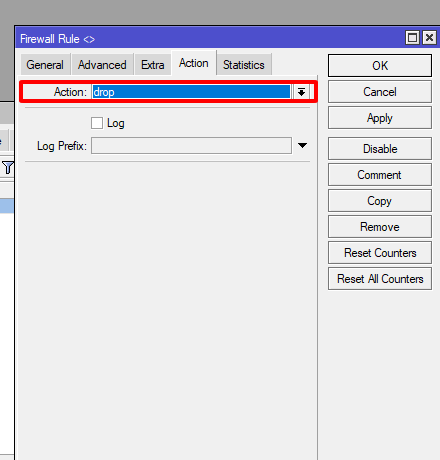 Firewall Rule <>
General Advanced Extra Action Statistics
Action: drop
Log
Log Prefix:
OK
Cancel
Apply
Disable
Comment
Copy
Remove
Reset Counters
Reset All Counters